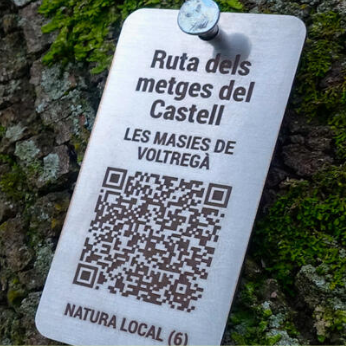 Ruta dels
metges del
Castell
LES MASIES DE
VOLTREGÀ
NATURA LOCAL (6)